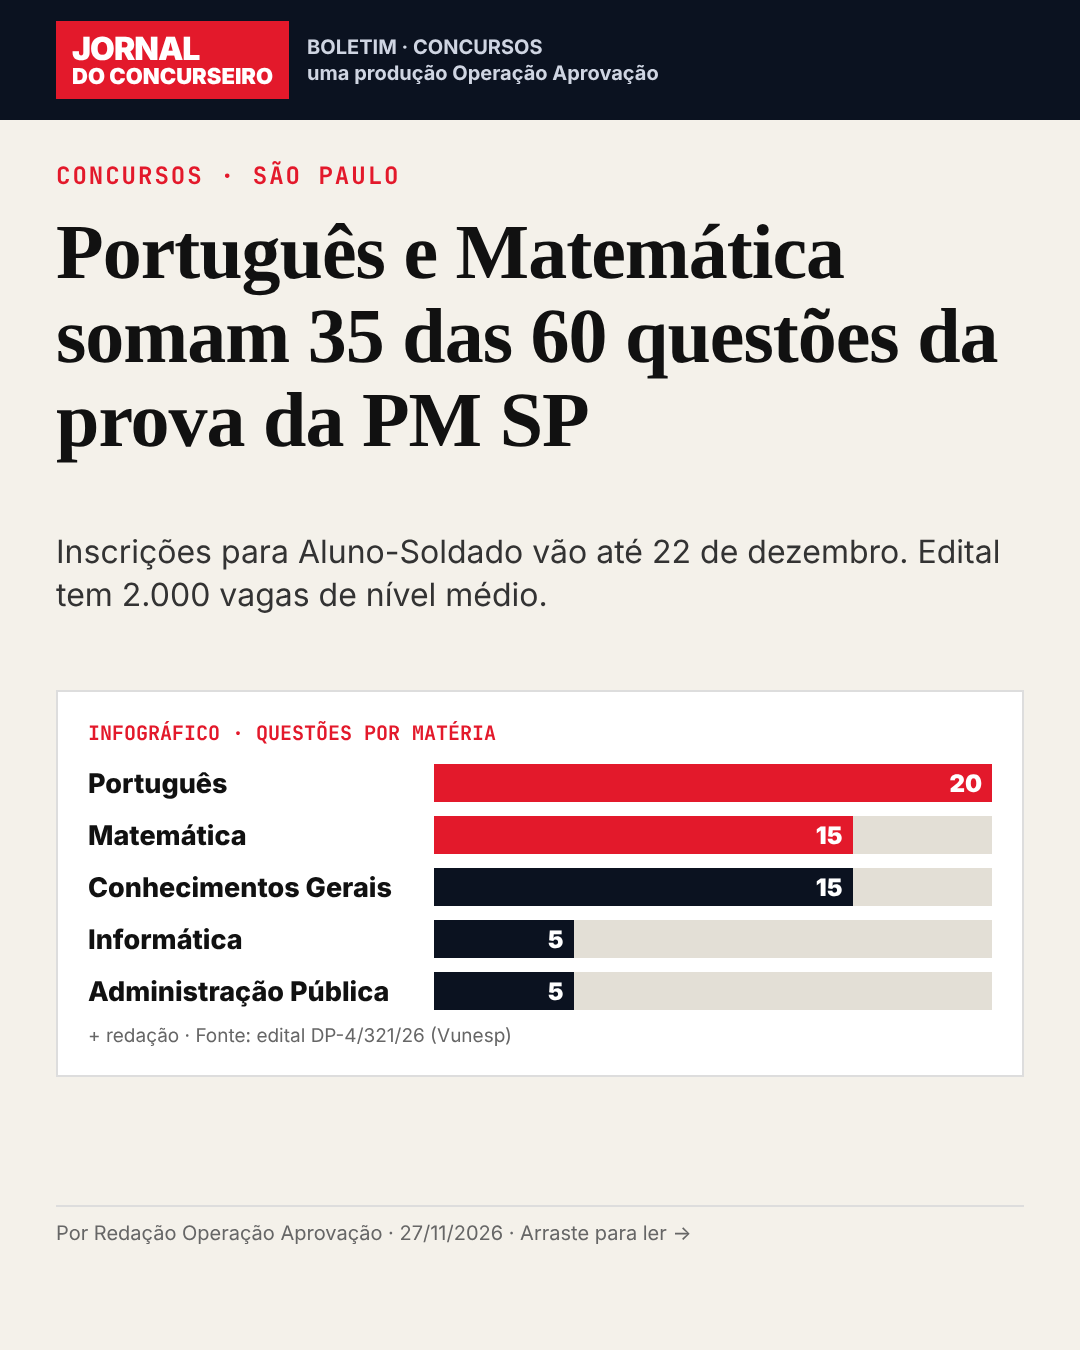 JORNAL
DO CONCURSEIRO
BOLETIM · CONCURSOS
uma produção Operação Aprovação
CONCURSOS · SÃO PAULO
Português e Matemática
somam 35 das 60 questões da
prova da PM SP
Inscrições para Aluno-Soldado vão até 22 de dezembro. Edital
tem 2.000 vagas de nível médio.
INFOGRÁFICO · QUESTÕES POR MATÉRIA
Português 20
Matemática 15
Conhecimentos Gerais 15
Informática 5
Administração Pública 5
+ redação · Fonte: edital DP-4/321/26 (Vunesp)
Por Redação Operação Aprovação · 27/11/2026 · Arraste para ler →